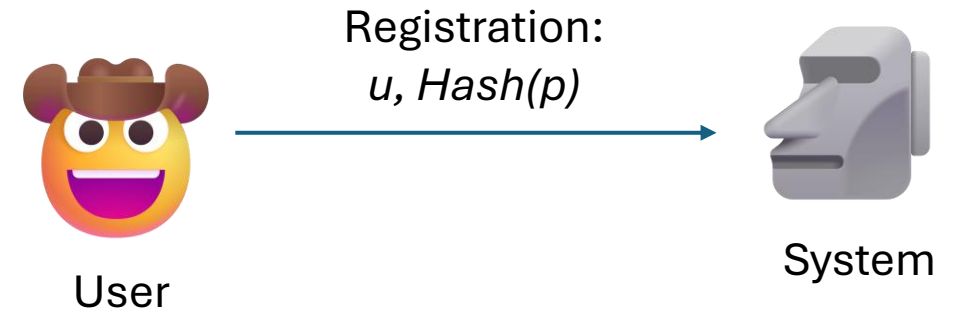 Registration:
u, Hash(p)
System
User